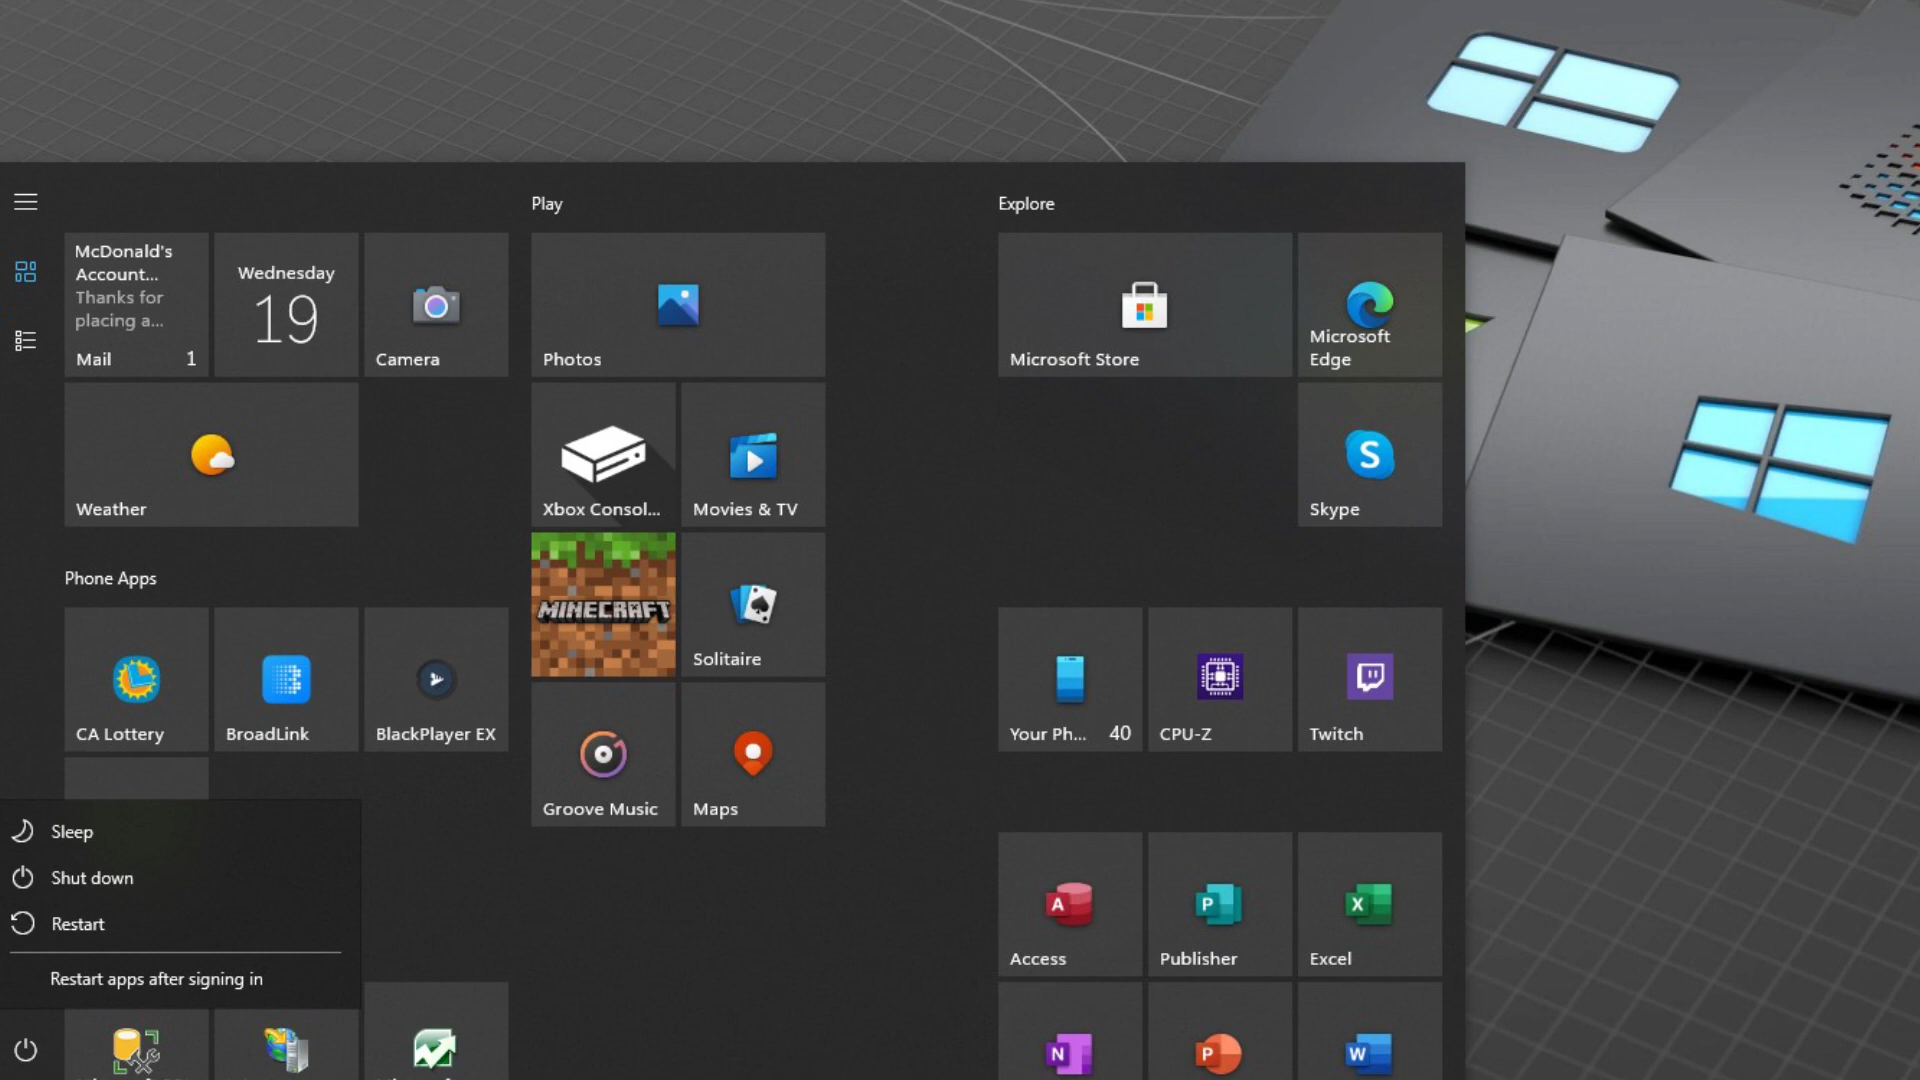 Play
Explore
McDonald's
Account...
Thanks for
placing a...
Mail 1
Wednesday
19
Camera
Photos
Microsoft Store
Microsoft
Edge
Weather
Xbox Consol...
Movies & TV
S
Skype
Phone Apps
MINECRAFT
Solitaire
CA Lottery
BroadLink
BlackPlayer EX
Groove Music
Maps
Your Ph... 40
CPU-Z
Twitch
Sleep
Shut down
Restart
Restart apps after signing in
A
Access
P
Publisher
X
Excel
N
P
W